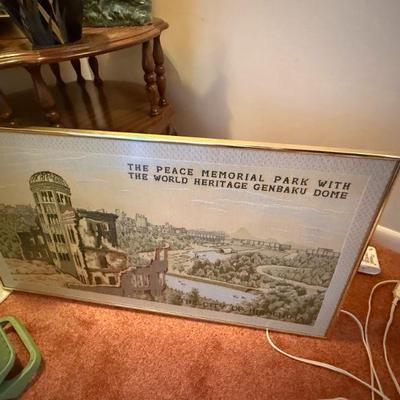 THE PEACE MEMORIAL PARK WITH
THE WORLD HERITAGE GENBAKU DOME